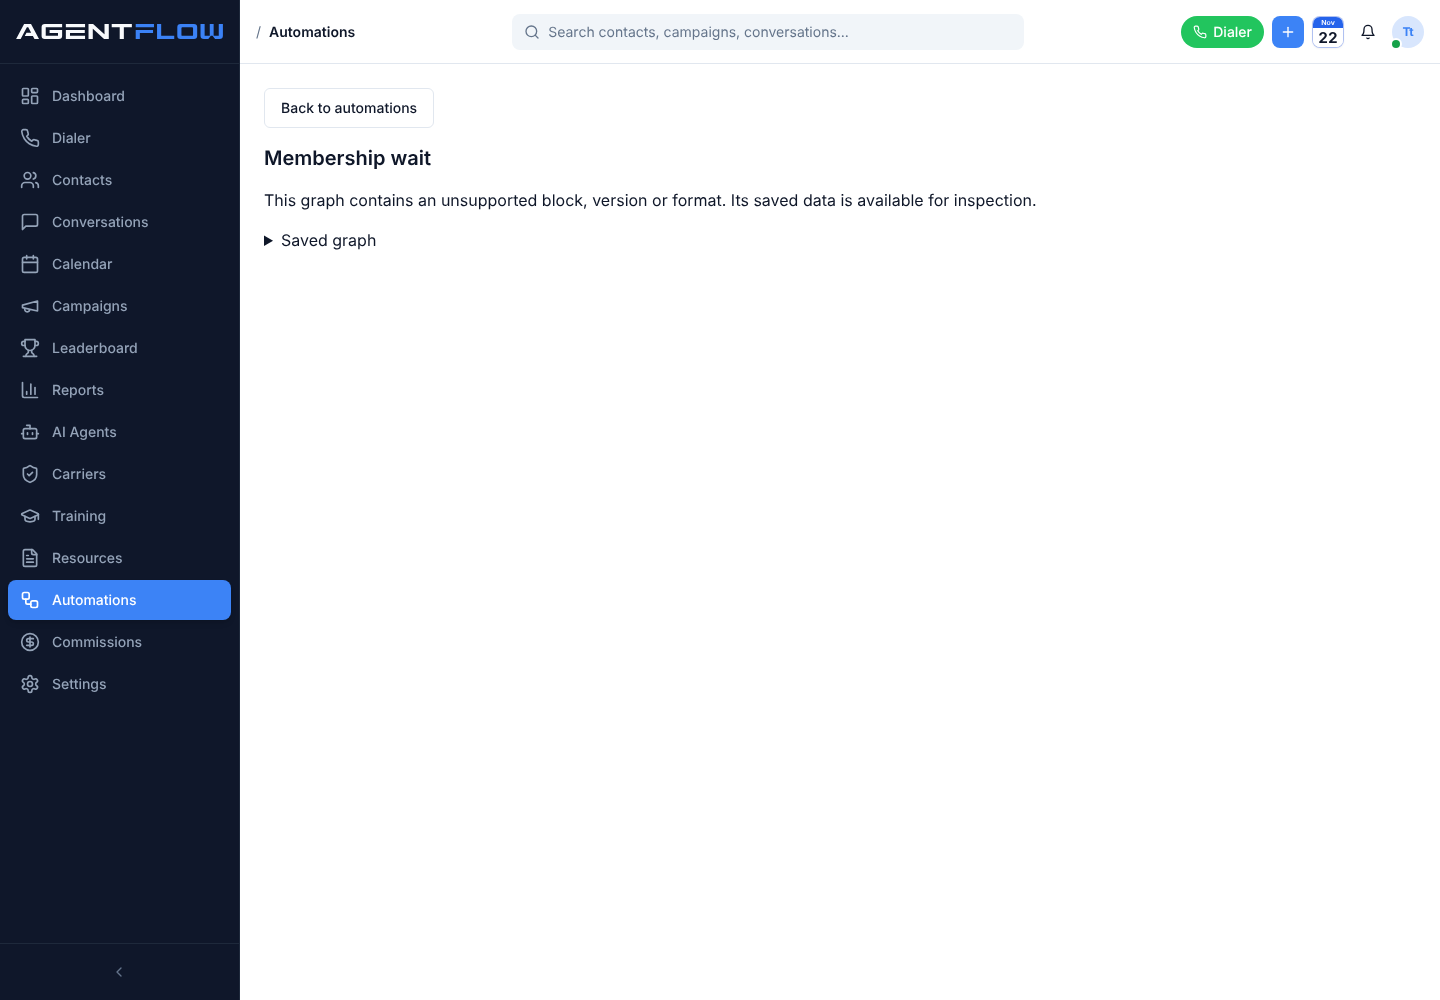 AGENTFLOW
/ Automations
Search contacts, campaigns, conversations...
Dialer
Nov
22
Tt
Dashboard
Dialer
Contacts
Conversations
Calendar
Campaigns
Leaderboard
Reports
AI Agents
Carriers
Training
Resources
Automations
Commissions
Settings
Back to automations
Membership wait
This graph contains an unsupported block, version or format. Its saved data is available for inspection.
Saved graph